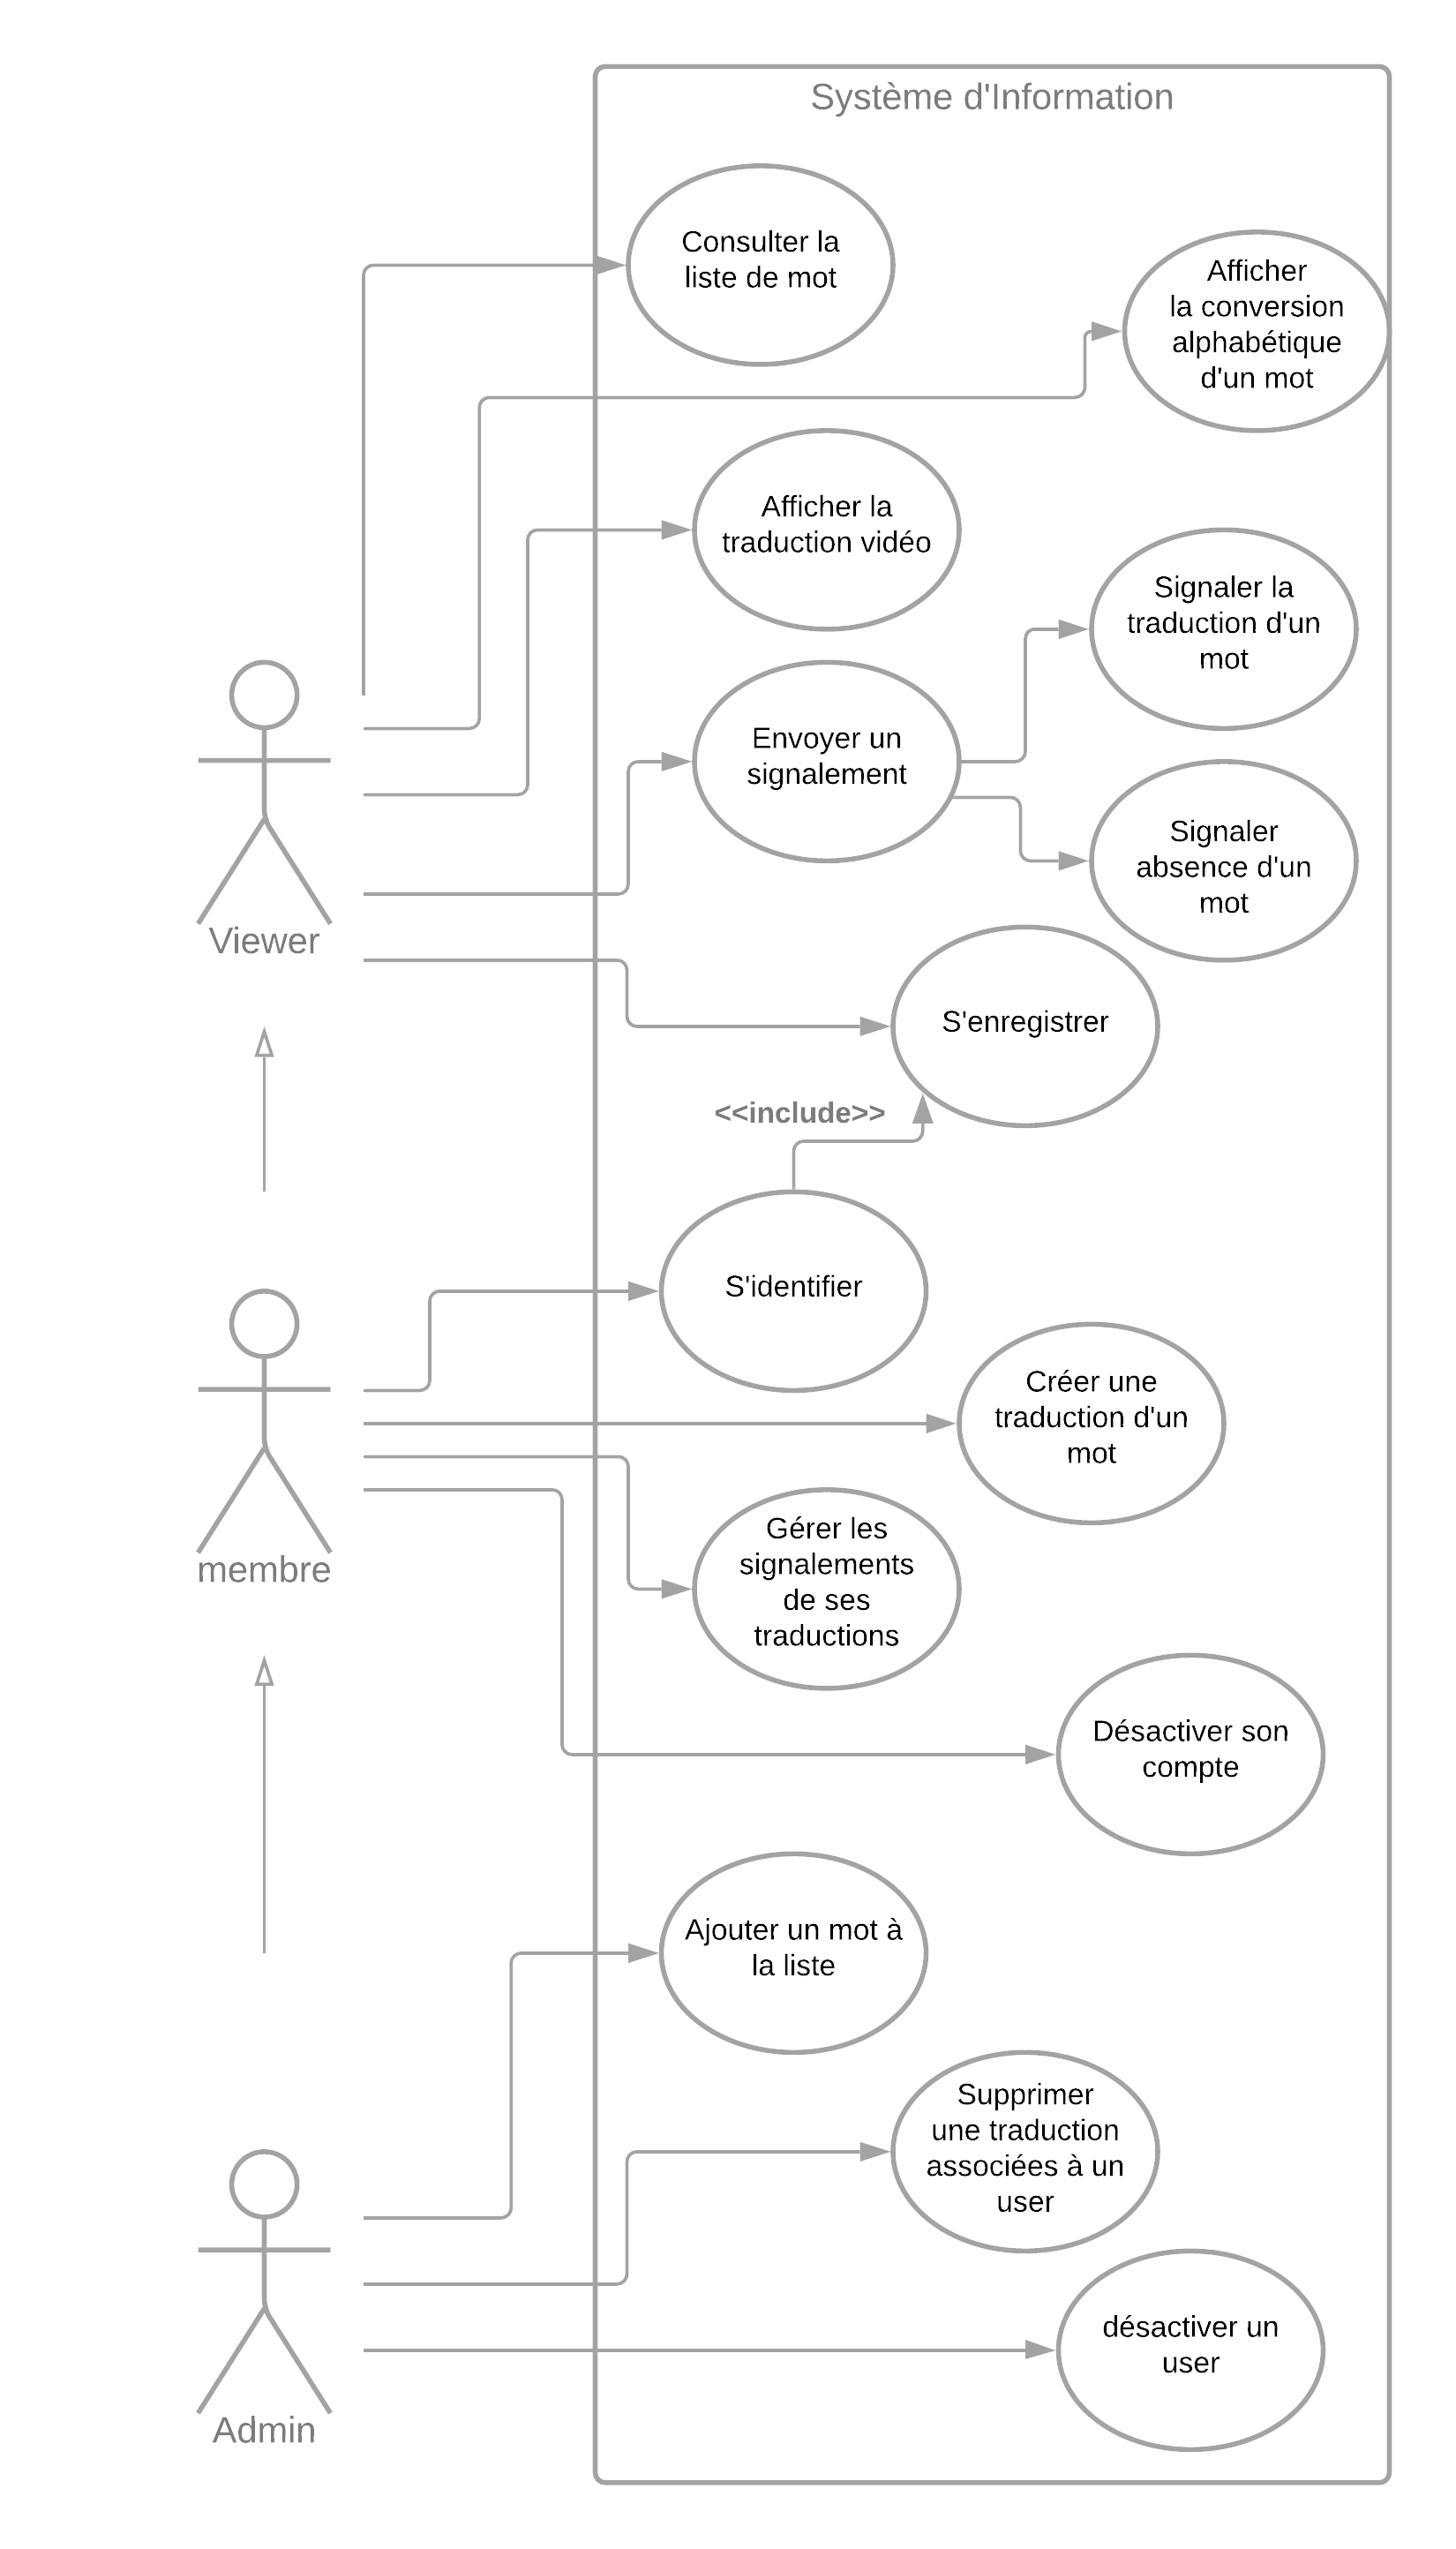 Système d'Information
Consulter la
liste de mot
Afficher
la conversion
alphabétique
d'un mot
Afficher la
traduction vidéo
Signaler la
traduction d'un
mot
Envoyer un
signalement
Signaler
absence d'un
mot
Viewer
S'enregistrer
<<include>>
S'identifier
Créer une
traduction d'un
mot
Gérer les
signalements
de ses
traductions
membre
Désactiver son
compte
Ajouter un mot à
la liste
Supprimer
une traduction
associées à un
user
désactiver un
user
Admin